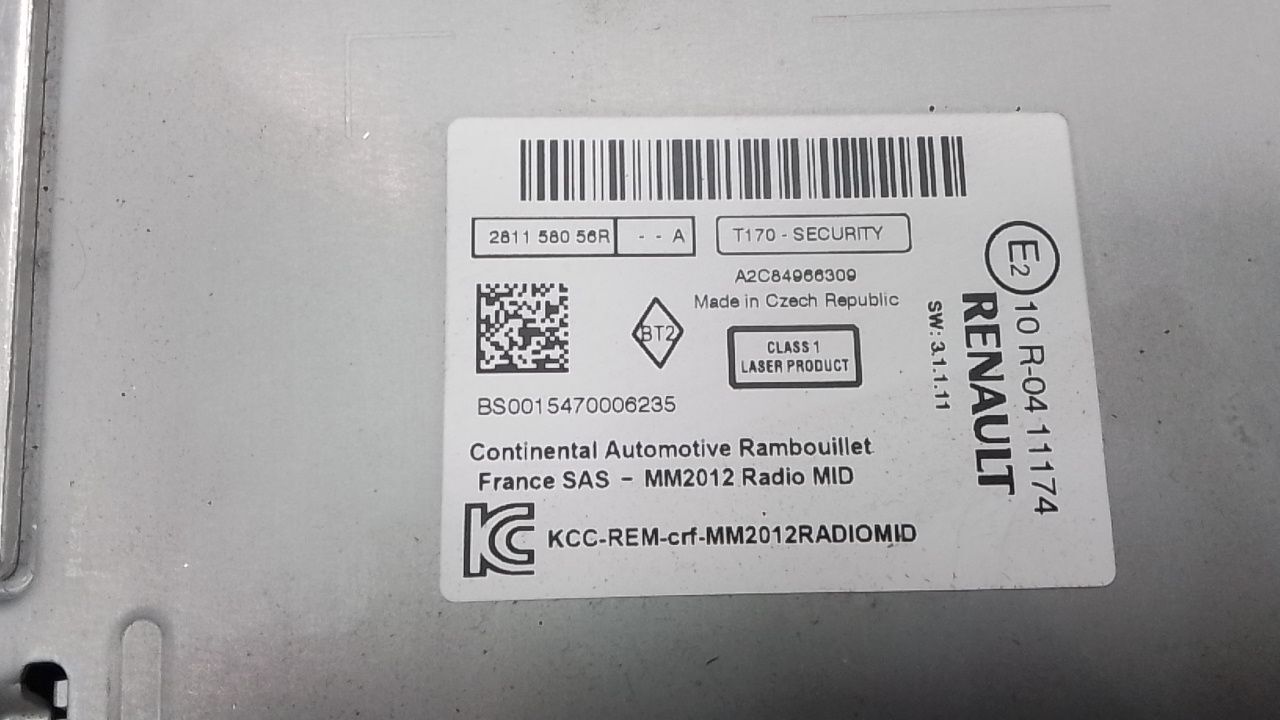 2811 580 56R - - A
T170 - SECURITY
A2C84966309
Made in Czech Republic
BT2
CLASS 1
LASER PRODUCT
BS0015470006235
Continental Automotive Rambouillet
France SAS - MM2012 Radio MID
KC KCC-REM-crf-MM2012RADIOMID
SW: 3.1.1.11
RENAULT
E2 10 R-04 11174